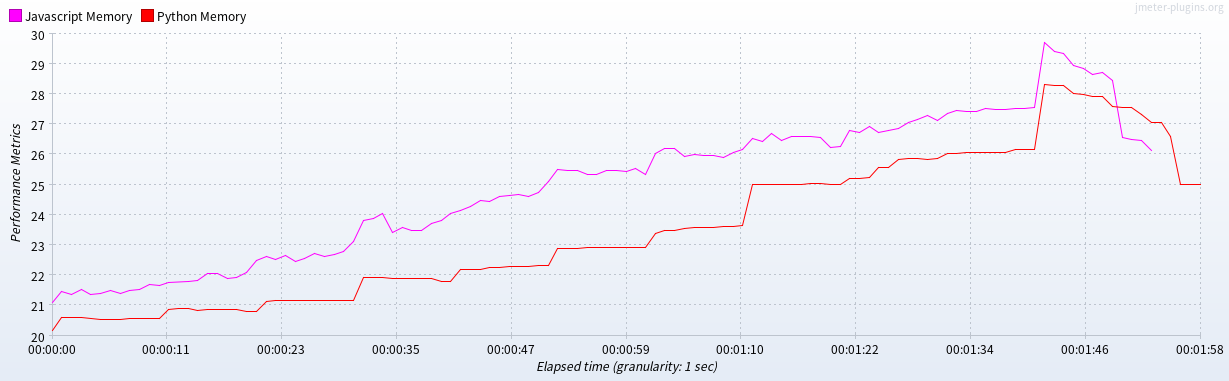 jmeter-plugins.org
Javascript Memory Python Memory
30
29
28
27
26
25
24
23
22
21
20
Performance Metrics
00:00:00 00:00:11 00:00:23 00:00:35 00:00:47 00:00:59 00:01:10 00:01:22 00:01:34 00:01:46 00:01:58
Elapsed time (granularity: 1 sec)